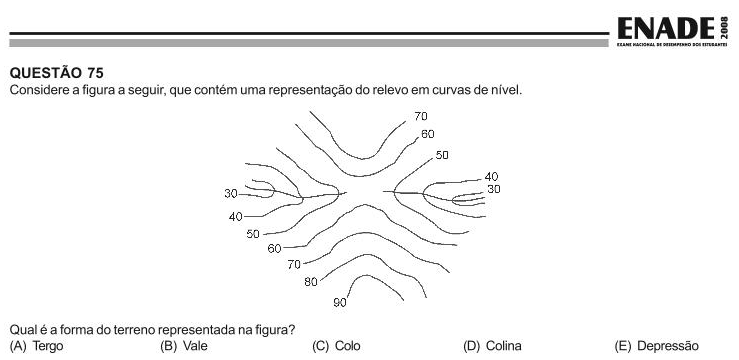 ENADE 2008
EXAME NACIONAL DE DESEMPENHO DOS ESTUDANTES
QUESTÃO 75
Considere a figura a seguir, que contém uma representação do relevo em curvas de nível.
70
60
50
40
30
30
40
50
60
70
80
90
Qual é a forma do terreno representada na figura?
(A) Tergo (B) Vale (C) Colo (D) Colina (E) Depressão